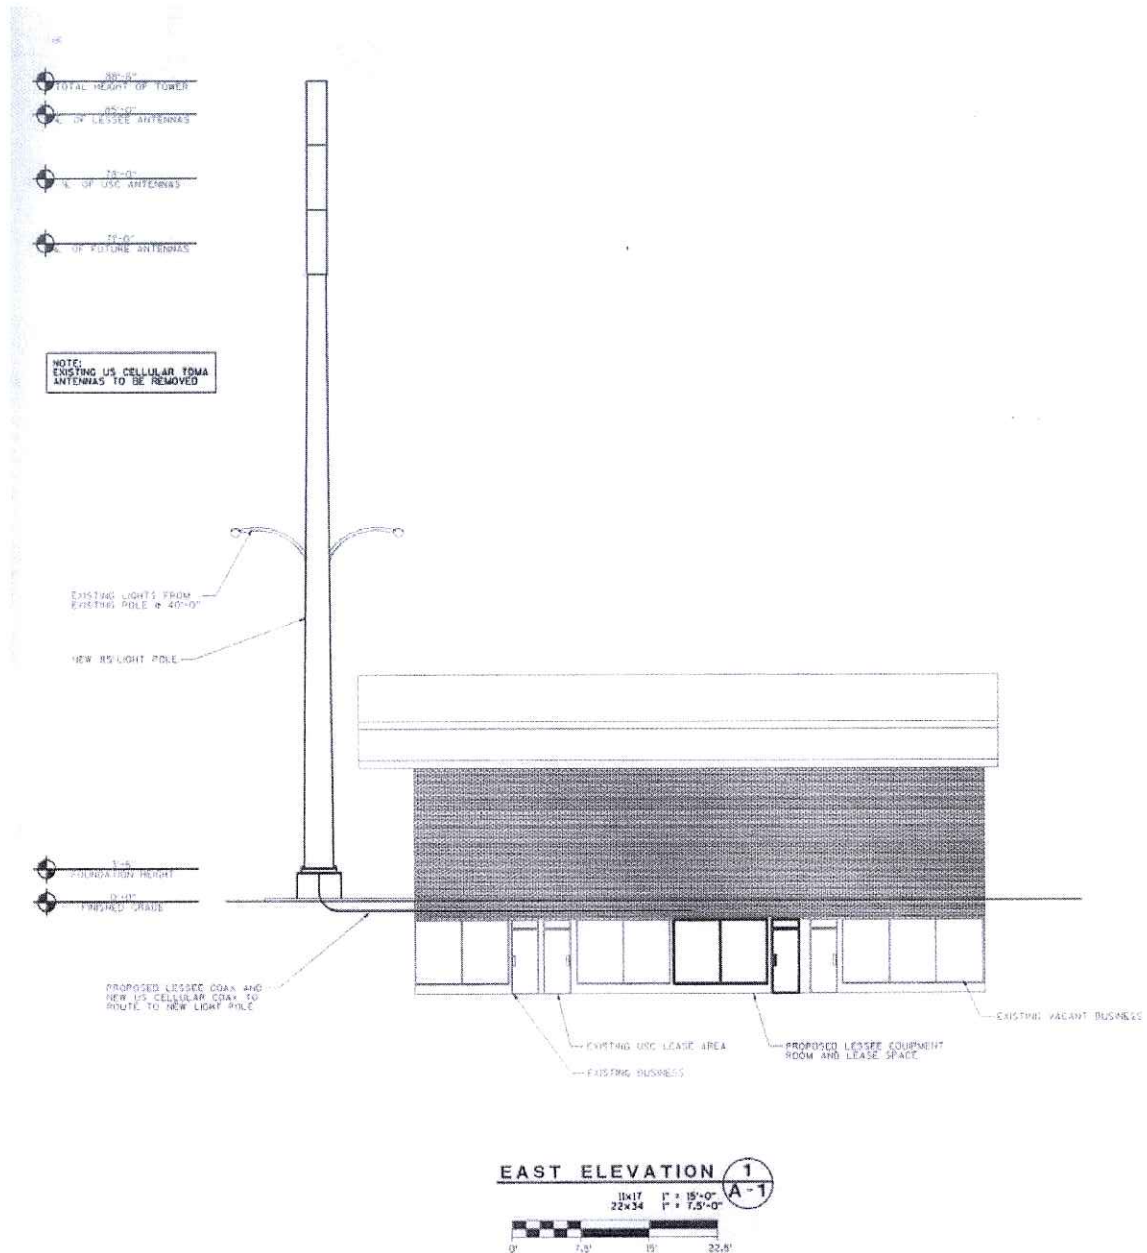 88'-6"
TOTAL HEIGHT OF TOWER
85'-0"
OF LESSEE ANTENNAS
78'-0"
OF USC ANTENNAS
71'-0"
OF FUTURE ANTENNAS
NOTE:
EXISTING US CELLULAR TDMA
ANTENNAS TO BE REMOVED
EXISTING LIGHTS FROM
EXISTING POLE @ 40'-0"
NEW 85' LIGHT POLE
3'-6"
FOUNDATION HEIGHT
0'-0"
FINISHED GRADE
PROPOSED LESSEE COAX AND
NEW US CELLULAR COAX TO
ROUTE TO NEW LIGHT POLE
EXISTING VACANT BUSINESS
EXISTING USC LEASE AREA
PROPOSED LESSEE EQUIPMENT
ROOM AND LEASE SPACE
EXISTING BUSINESS
EAST ELEVATION
1
A-1
11x17 1" = 15'-0"
22x34 1" = 7.5'-0"
0' 7.5' 15' 22.5'